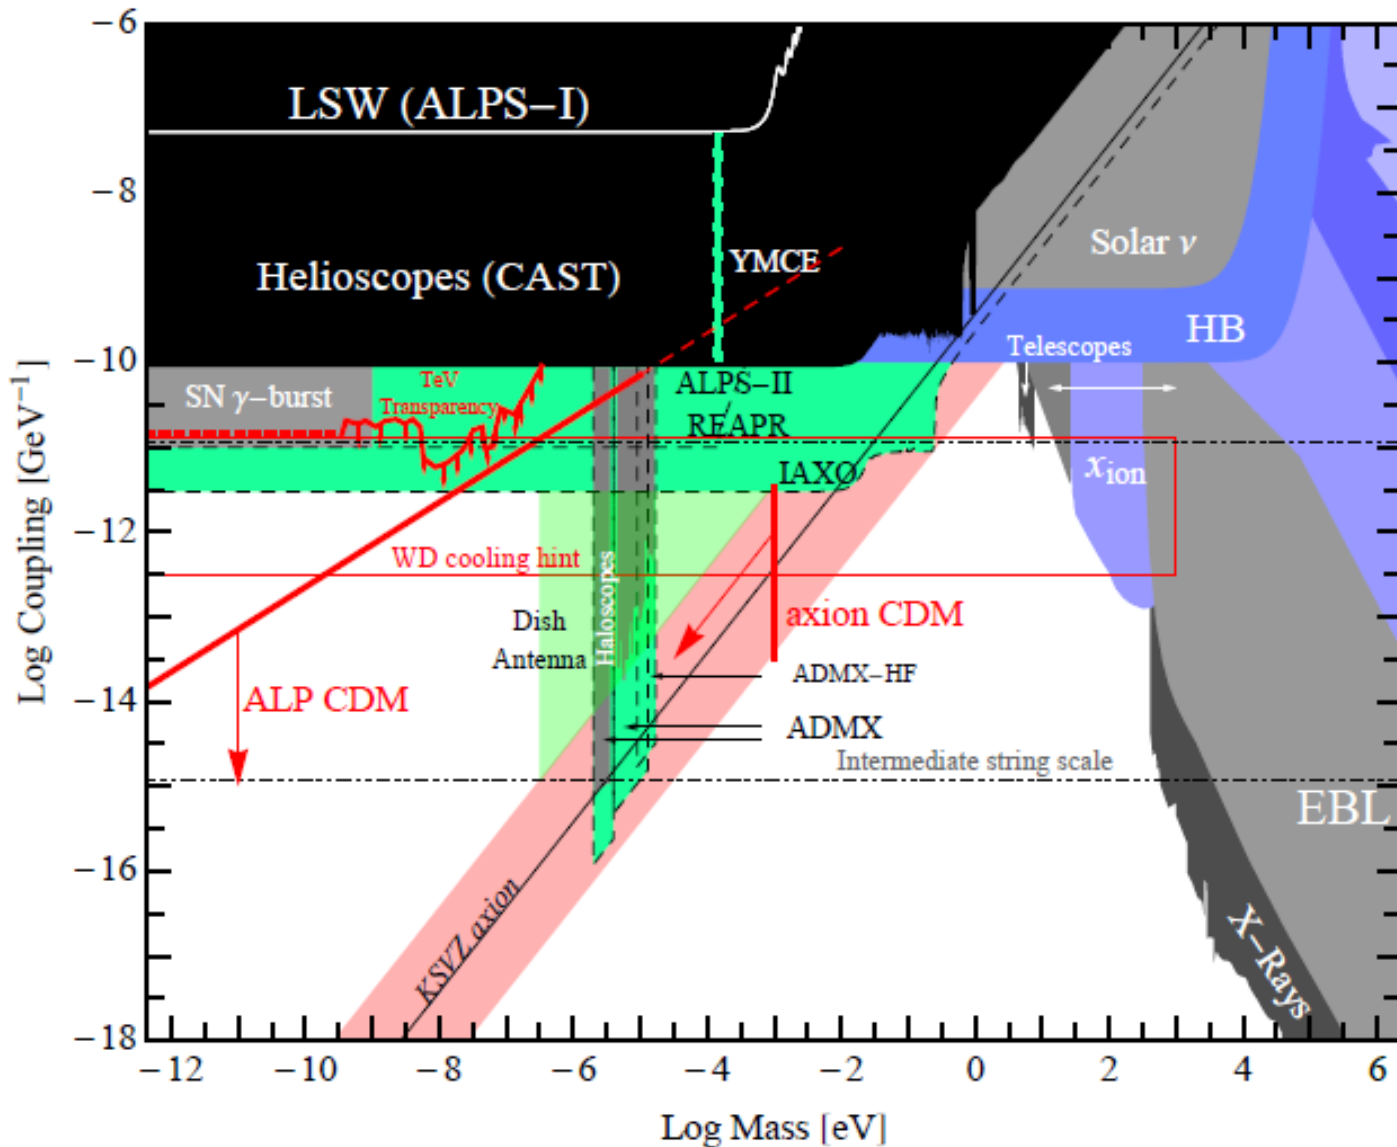 −6
LSW (ALPS−I)
−8
Solar ν
YMCE
Helioscopes (CAST)
HB
Telescopes
−10
ALPS−II
TeV
SN γ−burst
Transparency
REAPR
x_ion
IAXO
−12
WD cooling hint
Haloscopes
axion CDM
Dish
Antenna
ADMX−HF
−14
ALP CDM
ADMX
Intermediate string scale
EBL
−16
KSVZ axion
X−Rays
−18
−12 −10 −8 −6 −4 −2 0 2 4 6
Log Mass [eV]
Log Coupling [GeV⁻¹]